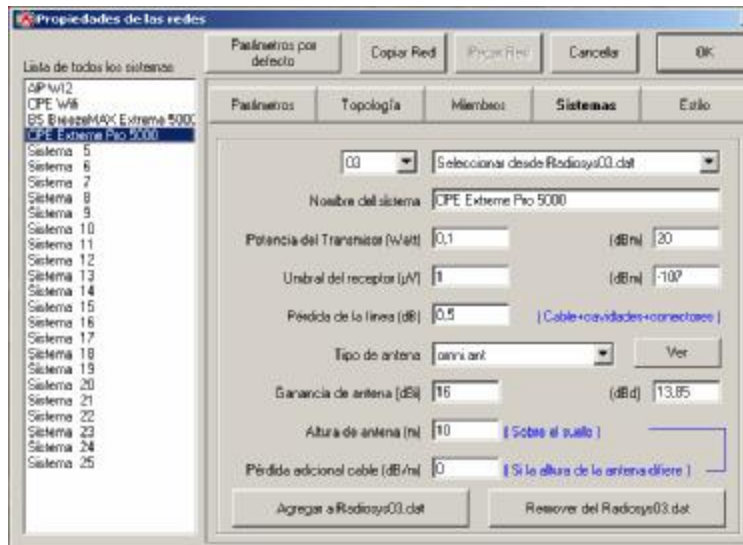 Propiedades de las redes
Parámetros por defecto
Copiar Red
Pegar Red
Cancelar
OK
Lista de todos los sistemas
AP W12
CPE Wifi
BS BreezeMAX Extreme 5000
CPE Extreme Pro 5000
Sistema 5
Sistema 6
Sistema 7
Sistema 8
Sistema 9
Sistema 10
Sistema 11
Sistema 12
Sistema 13
Sistema 14
Sistema 15
Sistema 16
Sistema 17
Sistema 18
Sistema 19
Sistema 20
Sistema 21
Sistema 22
Sistema 23
Sistema 24
Sistema 25
Parámetros
Topología
Miembros
Sistemas
Estilo
03 Seleccionar desde Radiosys03.dat
Nombre del sistema CPE Extreme Pro 5000
Potencia del Transmisor (Watt) 0,1 (dBm) 20
Umbral del receptor (µV) 1 (dBm) -107
Pérdida de la línea (dB) 0,5 ( Cable+cavidades+conectores )
Tipo de antena omni.ant Ver
Ganancia de antena (dBi) 16 (dBd) 13,85
Altura de antena (m) 10 ( Sobre el suelo )
Pérdida adicional cable (dB/m) 0 ( Si la altura de la antena difiere )
Agregar a Radiosys03.dat
Remover del Radiosys03.dat